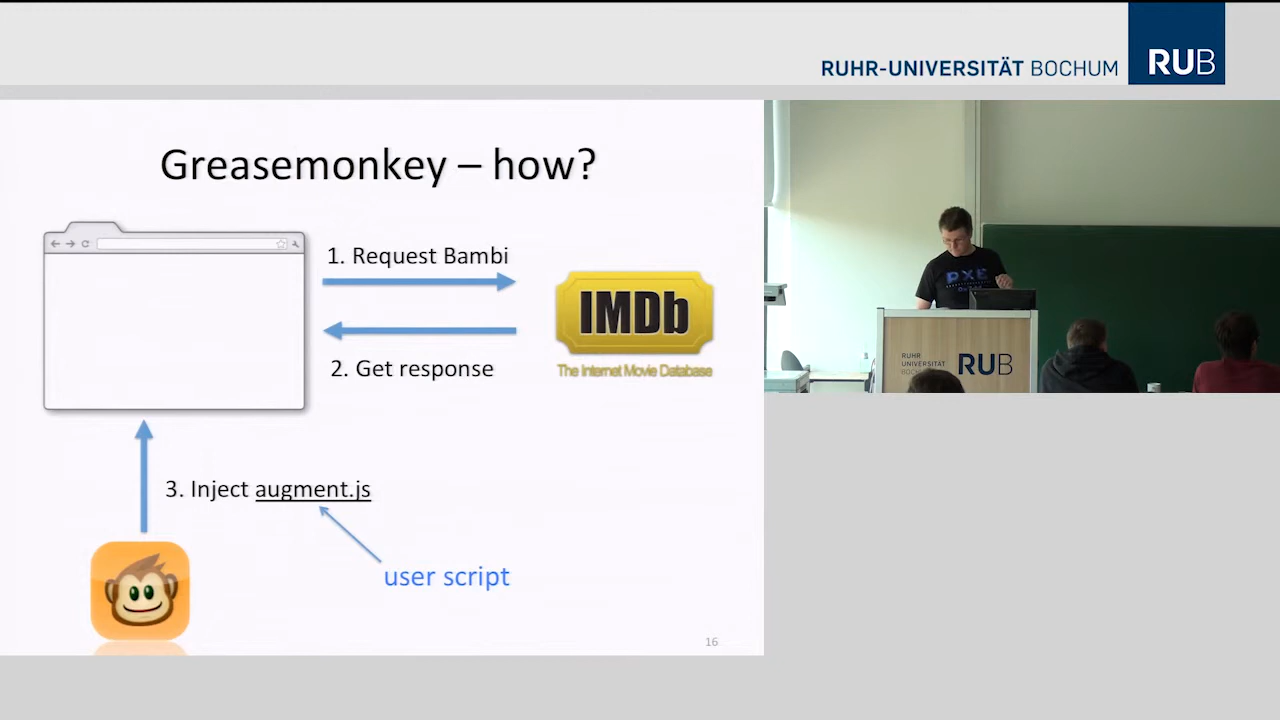 RUHR-UNIVERSITÄT BOCHUM
RUB
Greasemonkey – how?
1. Request Bambi
IMDb
The Internet Movie Database
2. Get response
3. Inject augment.js
user script
16
RUHR
UNIVERSITÄT
BOCHUM
RUB